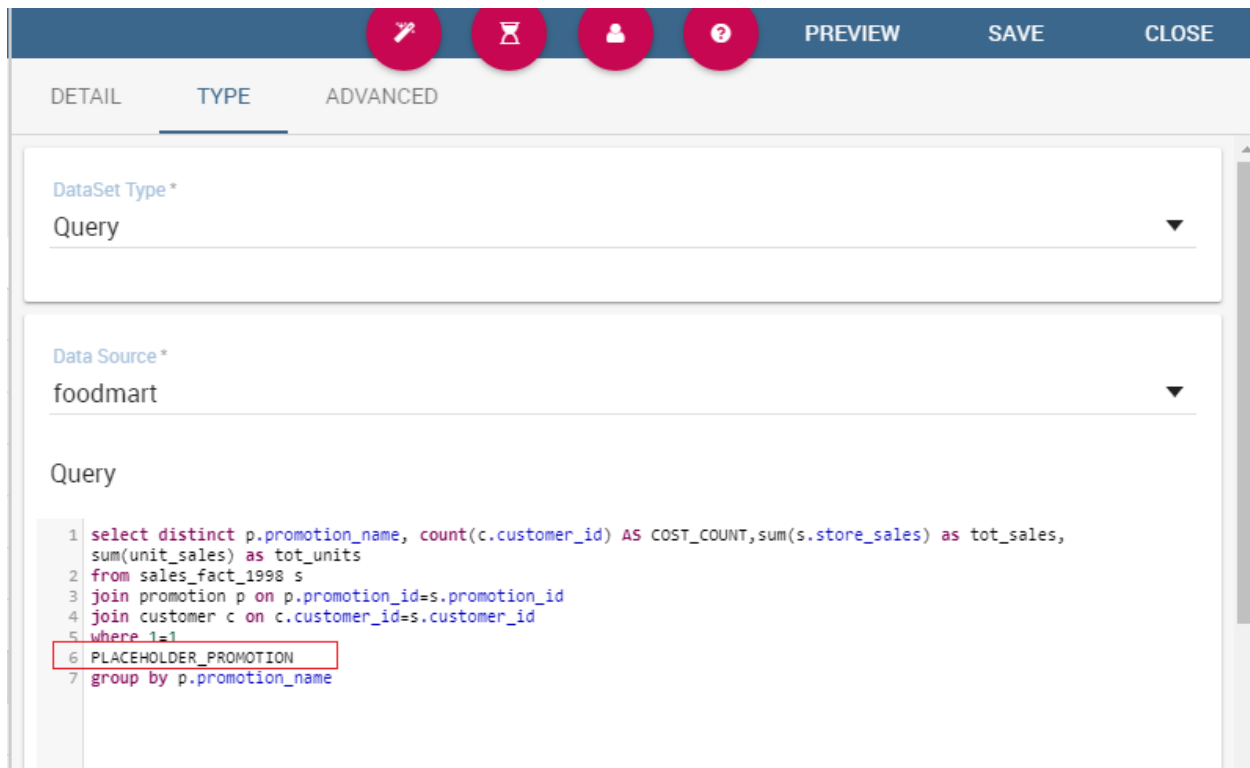 PREVIEW SAVE CLOSE
DETAIL TYPE ADVANCED
DataSet Type *
Query
Data Source *
foodmart
Query
1 select distinct p.promotion_name, count(c.customer_id) AS COST_COUNT,sum(s.store_sales) as tot_sales,
sum(unit_sales) as tot_units
2 from sales_fact_1998 s
3 join promotion p on p.promotion_id=s.promotion_id
4 join customer c on c.customer_id=s.customer_id
5 where 1=1
6 PLACEHOLDER_PROMOTION
7 group by p.promotion_name